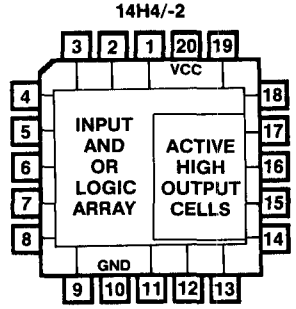 14H4/-2
3 2 1 20 19
VCC
4 18
5 17
6 16
7 15
8 14
INPUT
AND
OR
LOGIC
ARRAY
ACTIVE
HIGH
OUTPUT
CELLS
GND
9 10 11 12 13